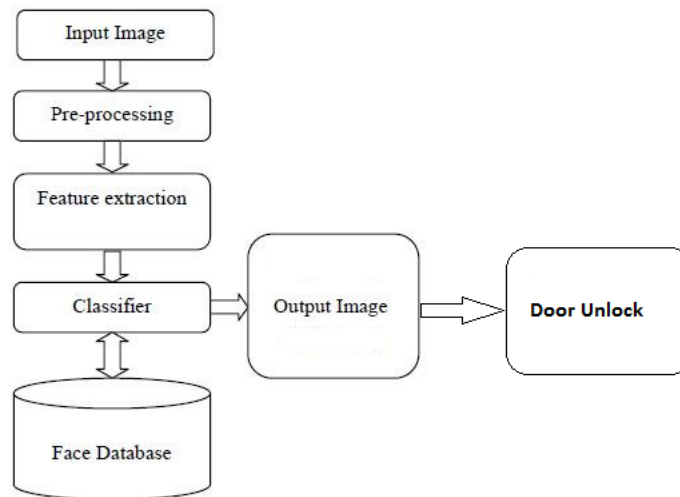 Input Image
Pre-processing
Feature extraction
Classifier
Output Image
Door Unlock
Face Database